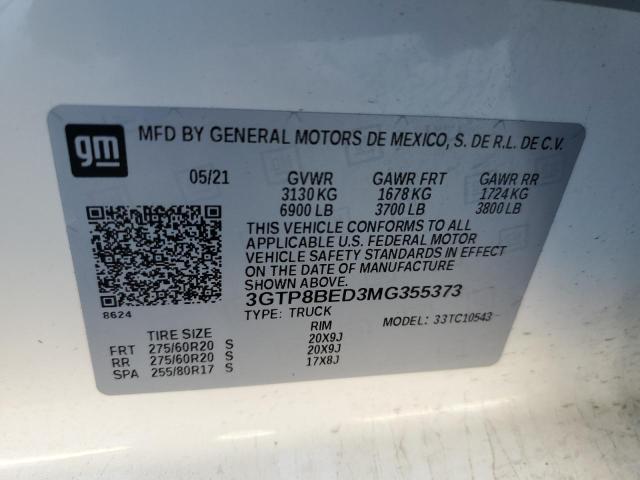 gm
MFD BY GENERAL MOTORS DE MEXICO, S. DE R.L. DE C.V.
05/21 GVWR GAWR FRT GAWR RR
3130 KG 1678 KG 1724 KG
6900 LB 3700 LB 3800 LB
THIS VEHICLE CONFORMS TO ALL
APPLICABLE U.S. FEDERAL MOTOR
VEHICLE SAFETY STANDARDS IN EFFECT
ON THE DATE OF MANUFACTURE
SHOWN ABOVE.
3GTP8BED3MG355373
8624
TYPE: TRUCK MODEL: 33TC10543
TIRE SIZE RIM
FRT 275/60R20 S 20X9J
RR 275/60R20 S 20X9J
SPA 255/80R17 S 17X8J